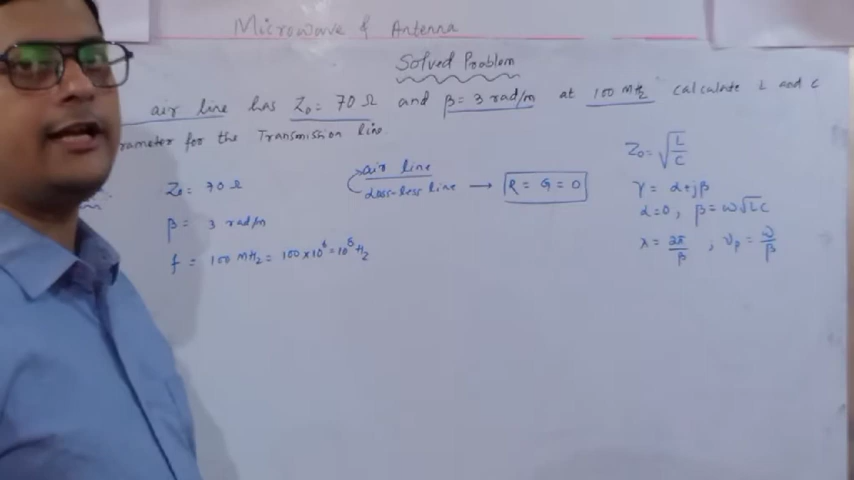 Microwave & Antenna
Solved Problem
air line has Z₀ = 70 Ω and β = 3 rad/m at 100 MHz calculate L and C
rameter for the Transmission line.
Z₀ = 70 Ω
β = 3 rad/m
f = 100 MHz = 100 × 10⁶ = 10⁸ Hz
air line
Loss-less line → R = G = 0
Z₀ = √(L/C)
γ = α + jβ
α = 0, β = ω√LC
λ = 2π/β ; νp = ω/β